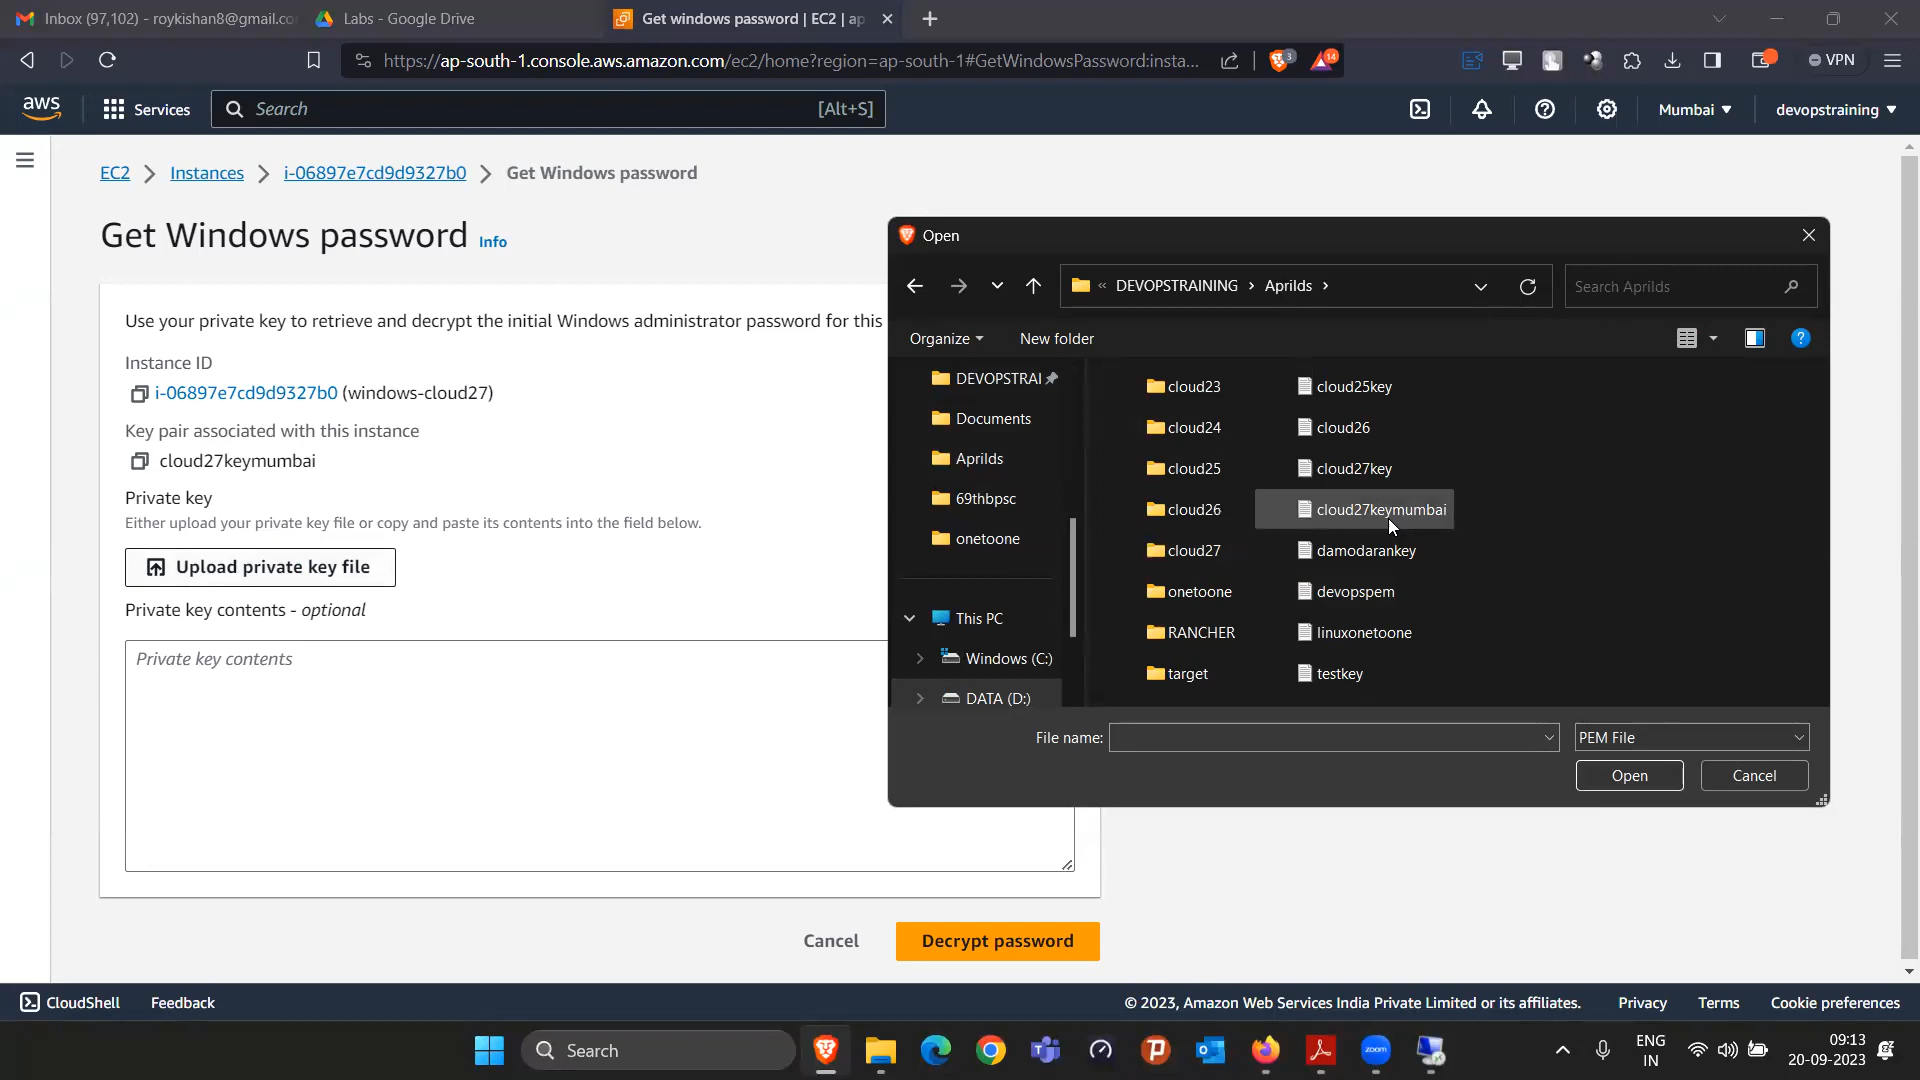 Inbox (97,102) - roykishan8@gmail.co
Labs - Google Drive
Get windows password | EC2 | ap
https://ap-south-1.console.aws.amazon.com/ec2/home?region=ap-south-1#GetWindowsPassword:insta...
3
14
VPN
aws
Services
Search
[Alt+S]
Mumbai
devopstraining
EC2
Instances
i-06897e7cd9d9327b0
Get Windows password
Get Windows password
Info
Use your private key to retrieve and decrypt the initial Windows administrator password for this
Instance ID
i-06897e7cd9d9327b0 (windows-cloud27)
Key pair associated with this instance
cloud27keymumbai
Private key
Either upload your private key file or copy and paste its contents into the field below.
Upload private key file
Private key contents - optional
Private key contents
Cancel
Decrypt password
Open
« DEVOPSTRAINING › Aprilds ›
Search Aprilds
Organize
New folder
DEVOPSTRAI
Documents
Aprilds
69thbpsc
onetoone
This PC
Windows (C:)
DATA (D:)
cloud23
cloud24
cloud25
cloud26
cloud27
onetoone
RANCHER
target
cloud25key
cloud26
cloud27key
cloud27keymumbai
damodarankey
devopspem
linuxonetoone
testkey
File name:
PEM File
Open
Cancel
CloudShell
Feedback
© 2023, Amazon Web Services India Private Limited or its affiliates.
Privacy
Terms
Cookie preferences
Search
zoom
ENG
IN
09:13
20-09-2023